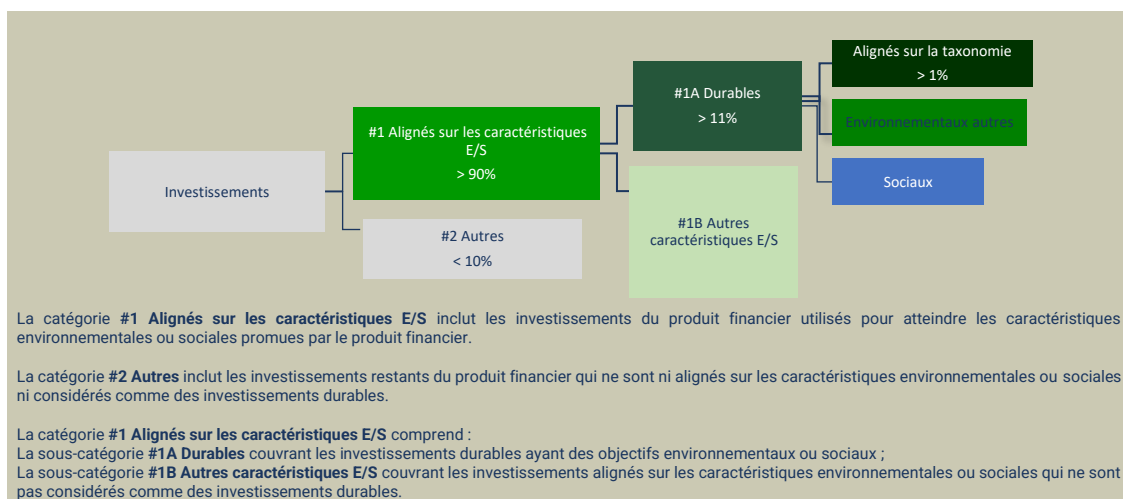 Alignés sur la taxonomie
> 1%
#1A Durables
> 11%
Environnementaux autres
#1 Alignés sur les caractéristiques
E/S
> 90%
Sociaux
Investissements
#1B Autres
caractéristiques E/S
#2 Autres
< 10%
La catégorie #1 Alignés sur les caractéristiques E/S inclut les investissements du produit financier utilisés pour atteindre les caractéristiques
environnementales ou sociales promues par le produit financier.
La catégorie #2 Autres inclut les investissements restants du produit financier qui ne sont ni alignés sur les caractéristiques environnementales ou sociales
ni considérés comme des investissements durables.
La catégorie #1 Alignés sur les caractéristiques E/S comprend :
La sous-catégorie #1A Durables couvrant les investissements durables ayant des objectifs environnementaux ou sociaux ;
La sous-catégorie #1B Autres caractéristiques E/S couvrant les investissements alignés sur les caractéristiques environnementales ou sociales qui ne sont
pas considérés comme des investissements durables.